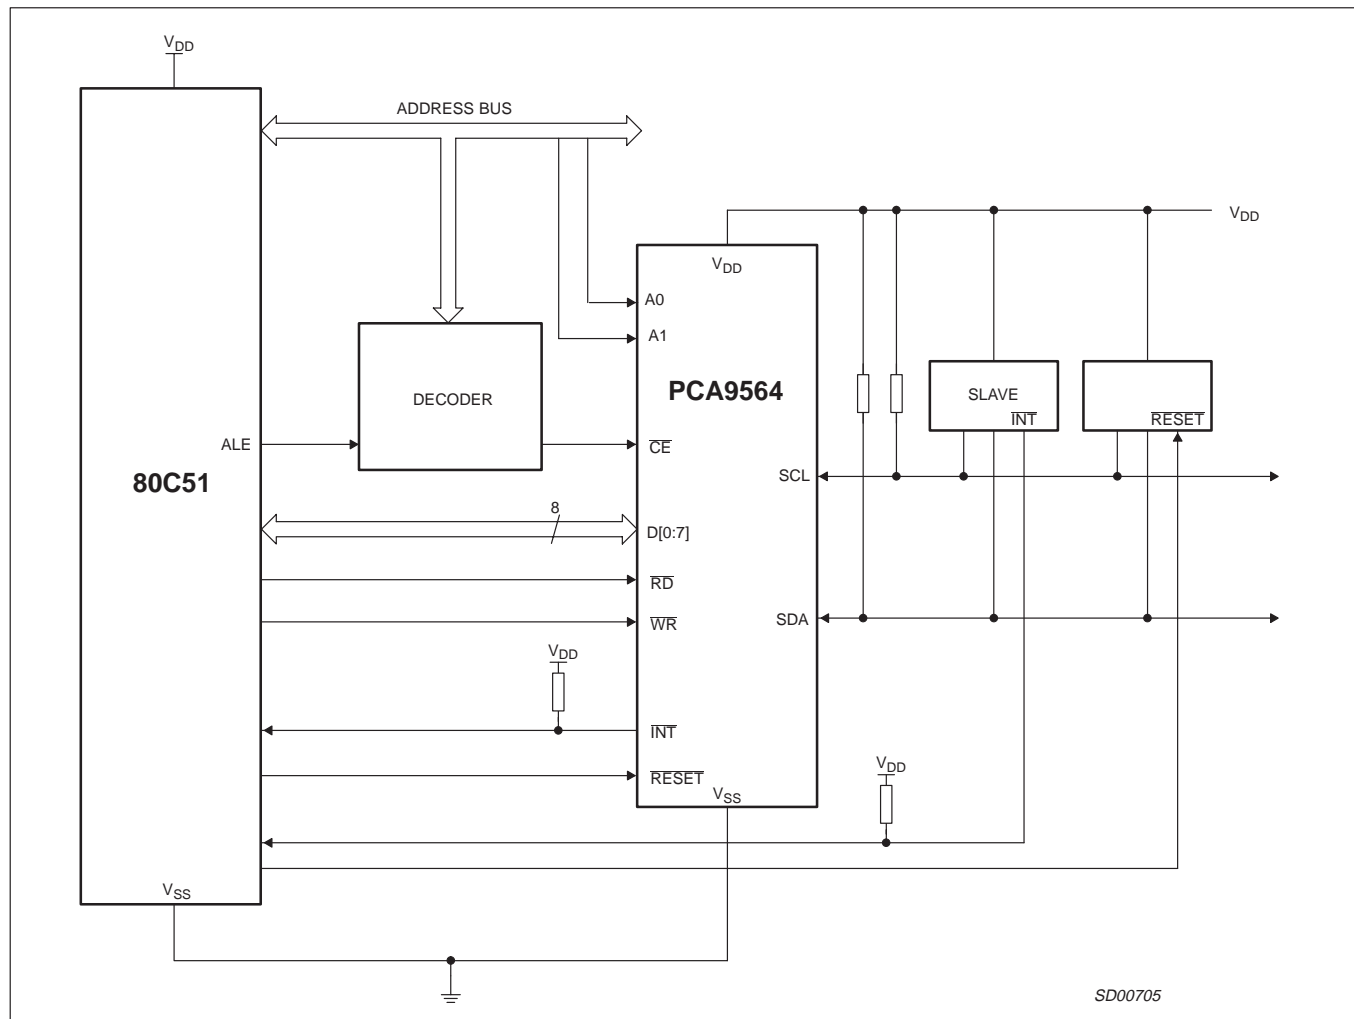 VDD
ADDRESS BUS
VDD
VDD
A0
A1
PCA9564
DECODER
SLAVE
INT
RESET
ALE
CE
80C51
SCL
8
D[0:7]
RD
WR
SDA
VDD
INT
RESET
VDD
VSS
VSS
SD00705